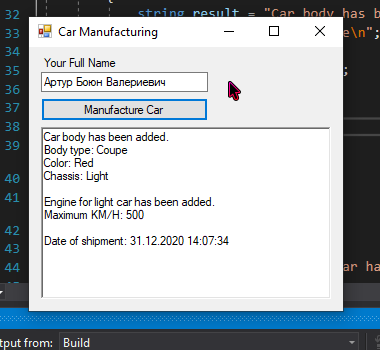 32
string result = "Car body has b
33
Car Manufacturing
34
35
Your Full Name
36
Артур Боюн Валериевич
37
Manufacture Car
38
39
Car body has been added.
Body type: Coupe
40
Color: Red
Chassis: Light
41
Engine for light car has been added.
Maximum KM/H: 500
42
43
Date of shipment: 31.12.2020 14:07:34
44
ar ha
tput from:
Build